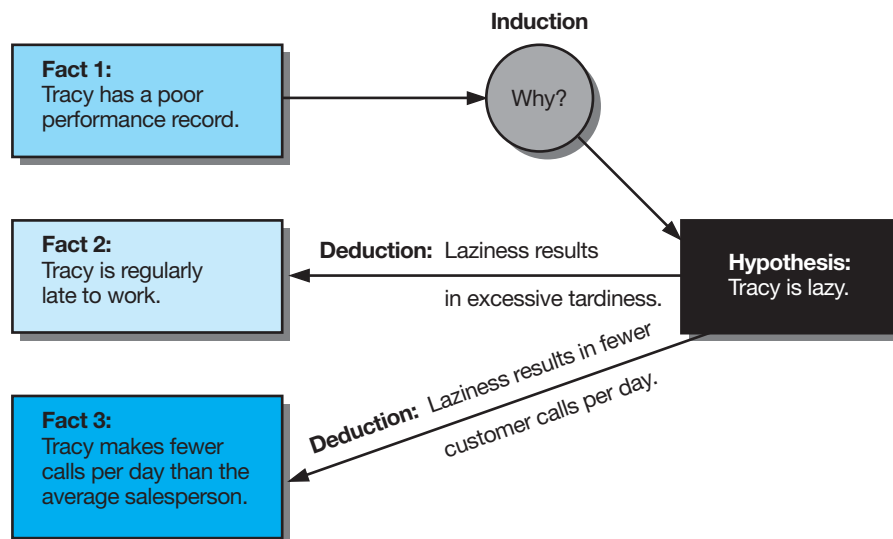 Induction
Fact 1:
Tracy has a poor
performance record.
Why?
Fact 2:
Tracy is regularly
late to work.
Deduction: Laziness results
in excessive tardiness.
Hypothesis:
Tracy is lazy.
Deduction: Laziness results in fewer
customer calls per day.
Fact 3:
Tracy makes fewer
calls per day than the
average salesperson.